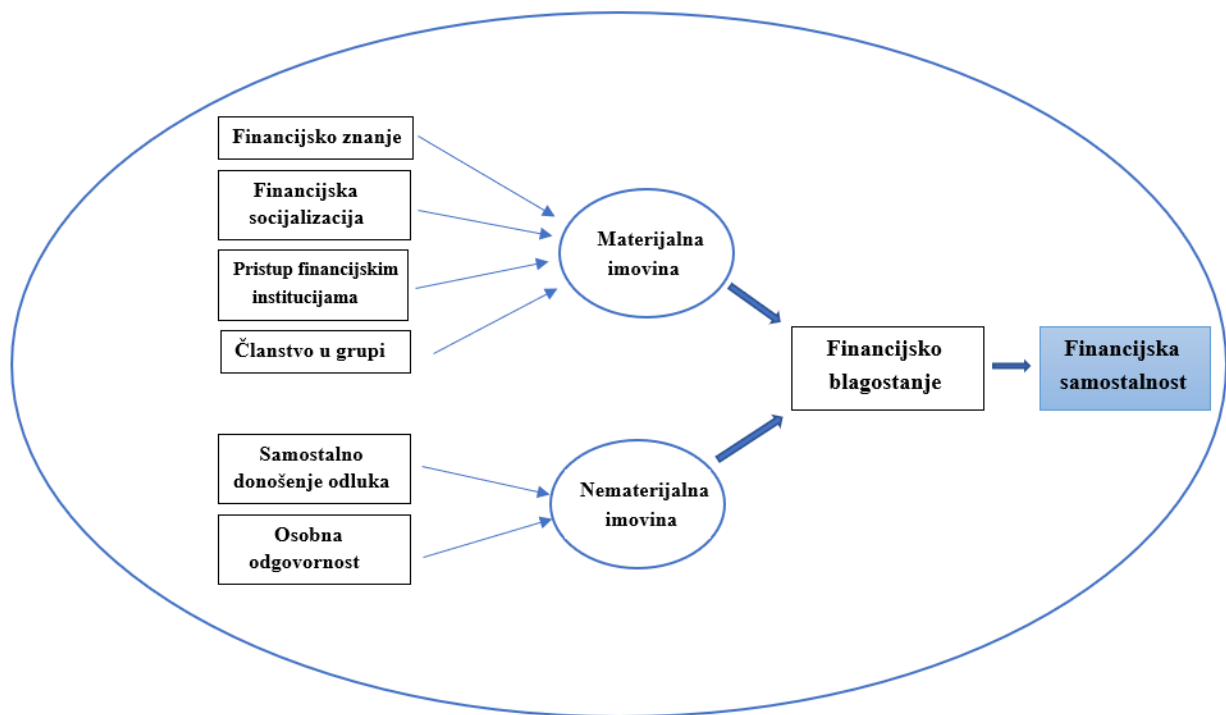 Financijsko znanje
Financijska
socijalizacija
Pristup financijskim
institucijama
Članstvo u grupi
Materijalna
imovina
Samostalno
donošenje odluka
Osobna
odgovornost
Nematerijalna
imovina
Financijsko
blagostanje
Financijska
samostalnost